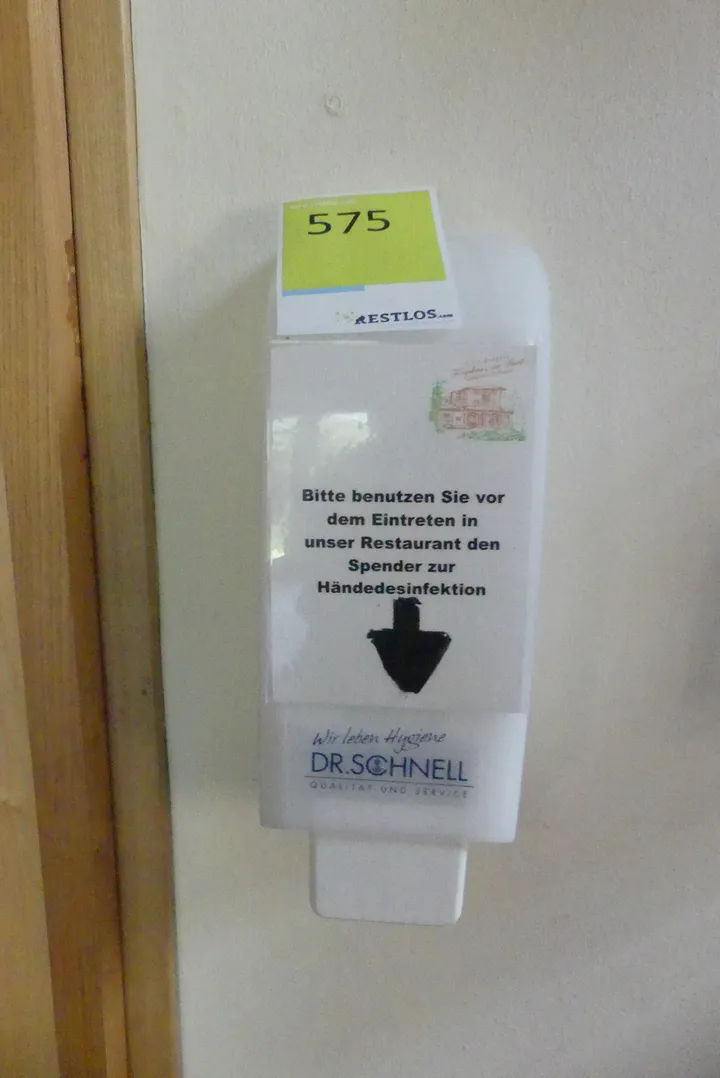 575
RESTLOS.com
Bitte benutzen Sie vor
dem Eintreten in
unser Restaurant den
Spender zur
Händedesinfektion
Wir leben Hygiene
DR.SCHNELL
QUALITÄT UND SERVICE